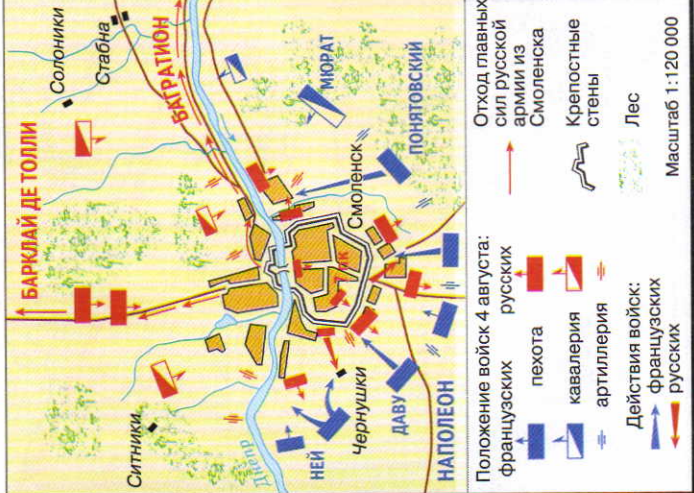 БАРКЛАЙ ДЕ ТОЛЛИ
Солоники
Стабна
БАГРАТИОН
Ситники
Днепр
МЮРАТ
ПОНЯТОВСКИЙ
Смоленск
НЕЙ
Чернушки
ДАВУ
НАПОЛЕОН
Положение войск 4 августа:
французских русских
пехота
кавалерия
артиллерия
Действия войск:
французских
русских
Отход главных
сил русской
армии из
Смоленска
Крепостные
стены
Лес
Масштаб 1:120 000